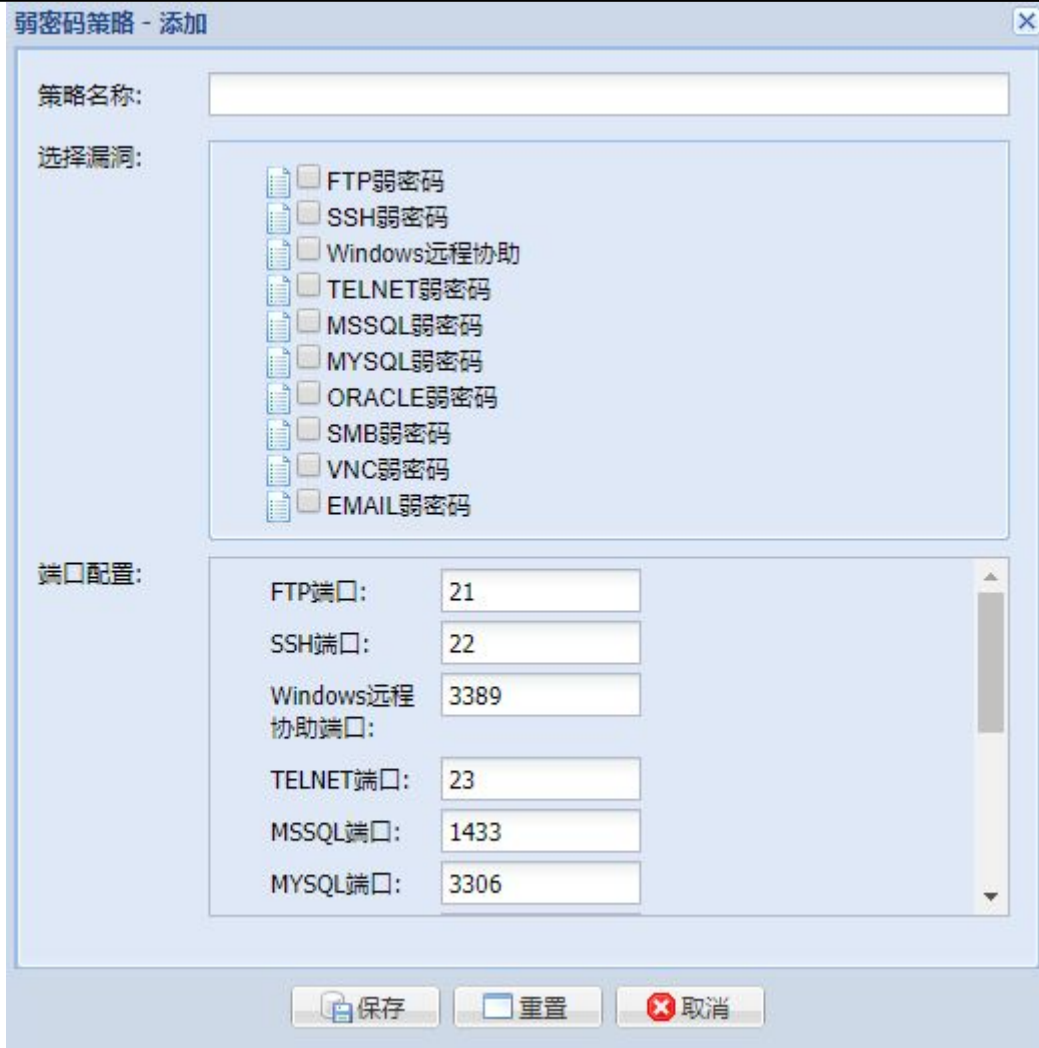 弱密码策略 - 添加
策略名称:
选择漏洞:
FTP弱密码
SSH弱密码
Windows远程协助
TELNET弱密码
MSSQL弱密码
MYSQL弱密码
ORACLE弱密码
SMB弱密码
VNC弱密码
EMAIL弱密码
端口配置:
FTP端口: 21
SSH端口: 22
Windows远程 3389
协助端口:
TELNET端口: 23
MSSQL端口: 1433
MYSQL端口: 3306
保存 重置 取消